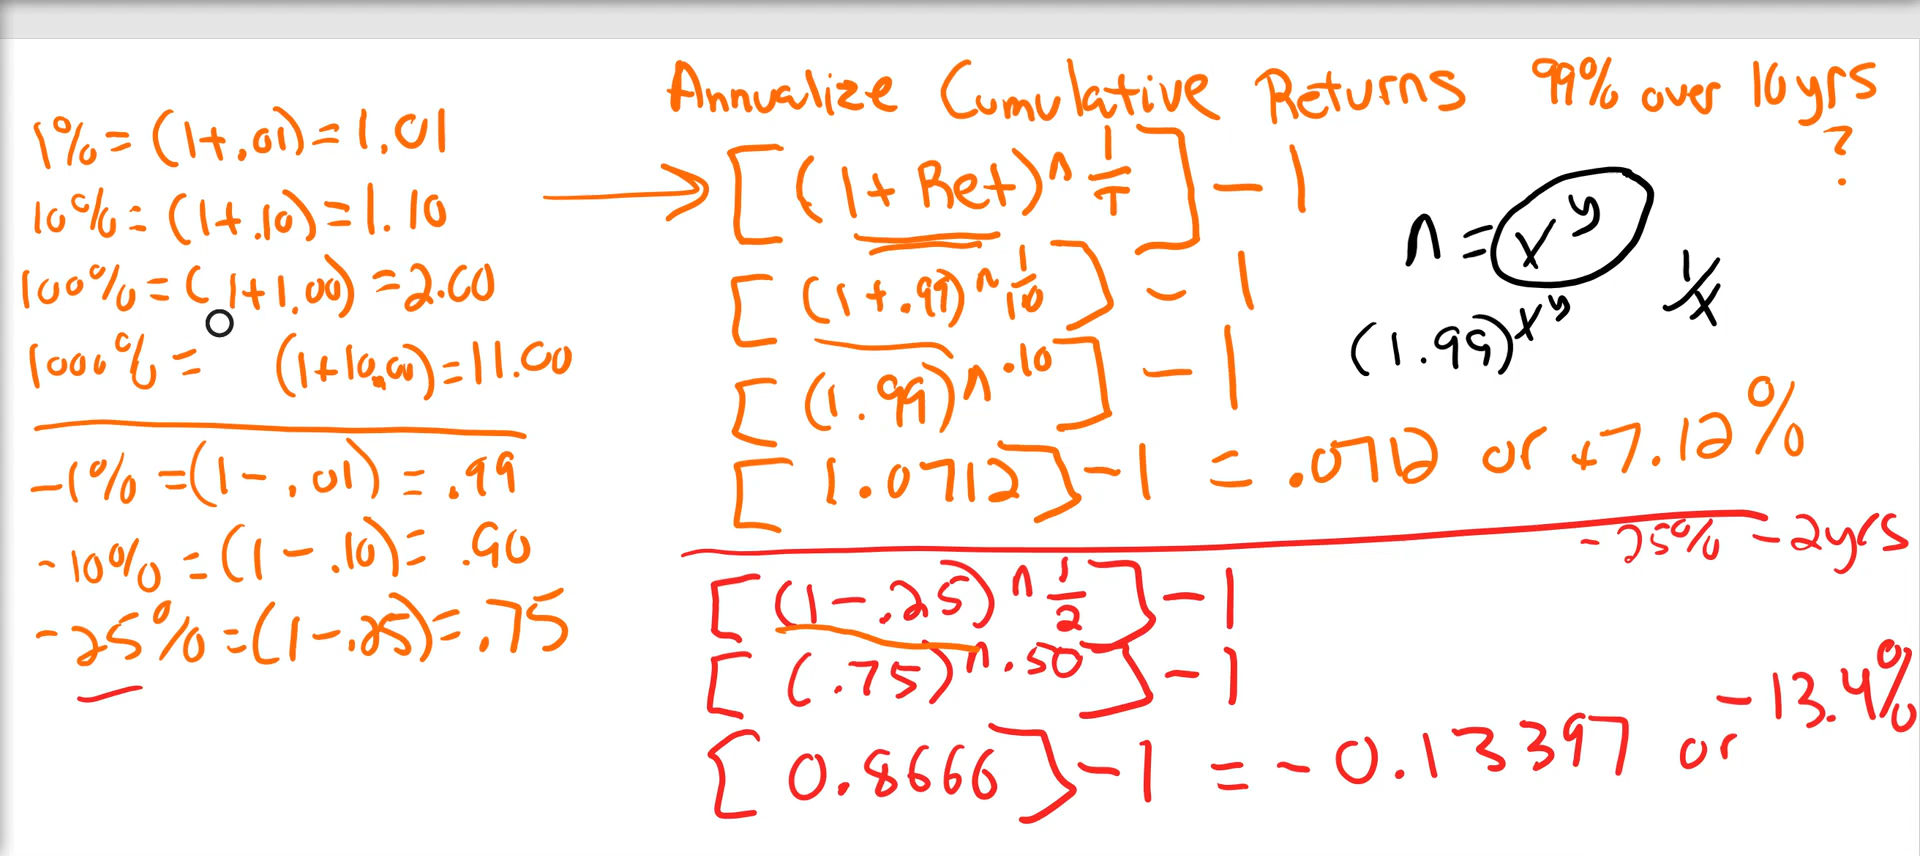 1% = (1+.01) = 1.01
10% = (1+.10) = 1.10
100% = (1+1.00) = 2.00
1000% = (1+10.00) = 11.00
-1% = (1-.01) = .99
-10% = (1-.10) = .90
-25% = (1-.25) = .75
Annualize Cumulative Returns 99% over 10yrs
?
[(1+Ret)^ 1/T] - 1
[(1+.99)^ 1/10] - 1
[(1.99)^ .10] - 1
[1.0712] - 1 = .0712 or +7.12%
^ = x^y
1/x
(1.99)^x^y
-25% - 2yrs
[(1-.25)^ 1/2] - 1
[(.75)^ .50] - 1
[0.8666] - 1 = -0.13397 or -13.4%